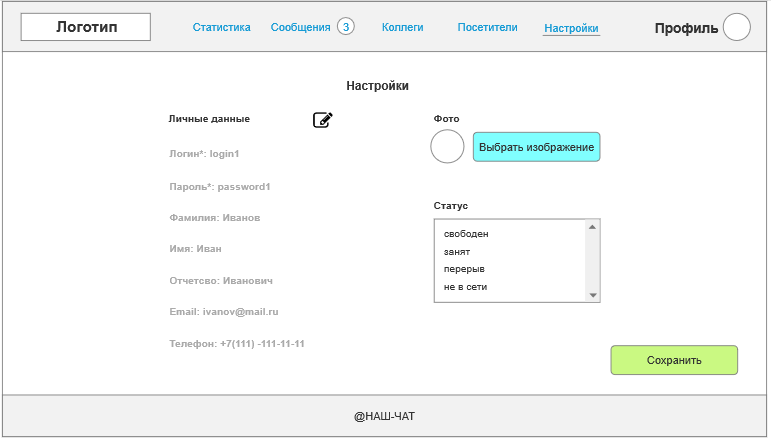 Логотип
Статистика Сообщения 3 Коллеги Посетители Настройки Профиль
Настройки
Личные данные
Логин*: login1
Пароль*: password1
Фамилия: Иванов
Имя: Иван
Отчетсво: Иванович
Email: ivanov@mail.ru
Телефон: +7(111) -111-11-11
Фото
Выбрать изображение
Статус
свободен
занят
перерыв
не в сети
Сохранить
@НАШ-ЧАТ